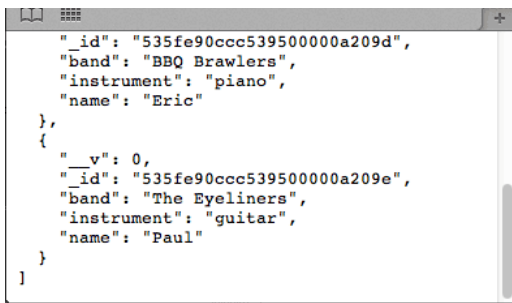 "_id": "535fe90ccc539500000a209d",
"band": "BBQ Brawlers",
"instrument": "piano",
"name": "Eric"
},
{
"__v": 0,
"_id": "535fe90ccc539500000a209e",
"band": "The Eyeliners",
"instrument": "guitar",
"name": "Paul"
}
]